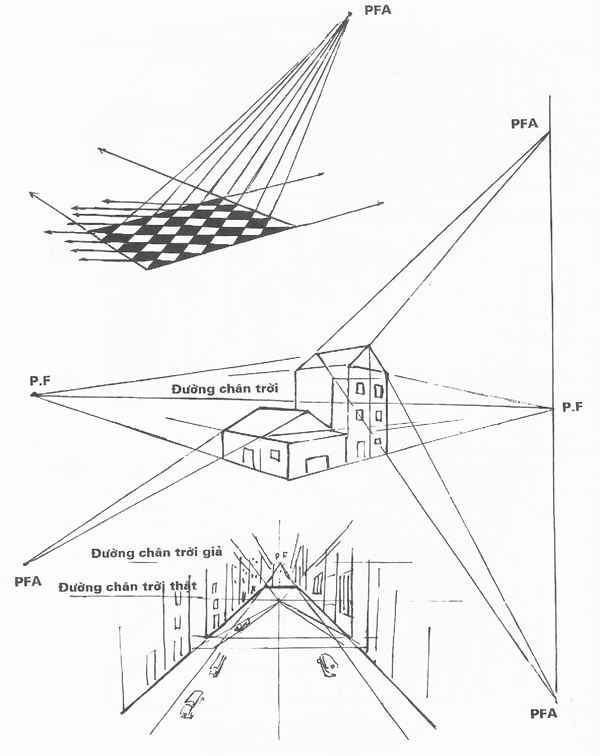 PFA
PFA
P.F
Đường chân trời
P.F
Đường chân trời giả
P F
PFA
Đường chân trời thật
PFA